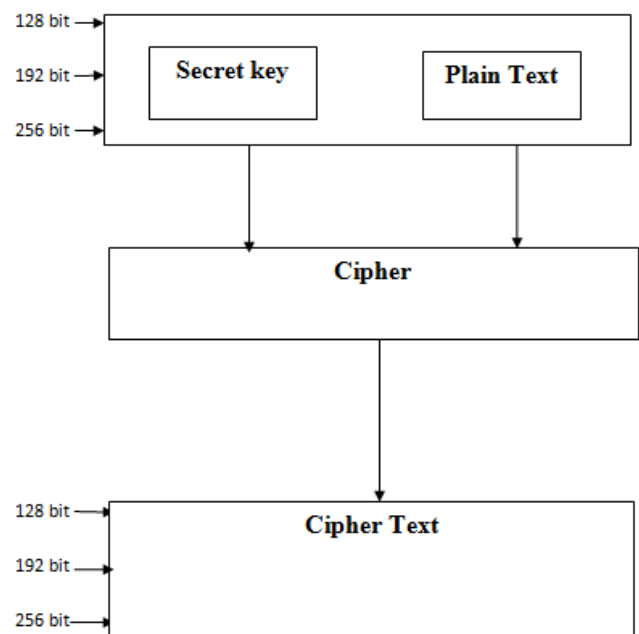 128 bit
Secret key
Plain Text
192 bit
256 bit
Cipher
128 bit
Cipher Text
192 bit
256 bit